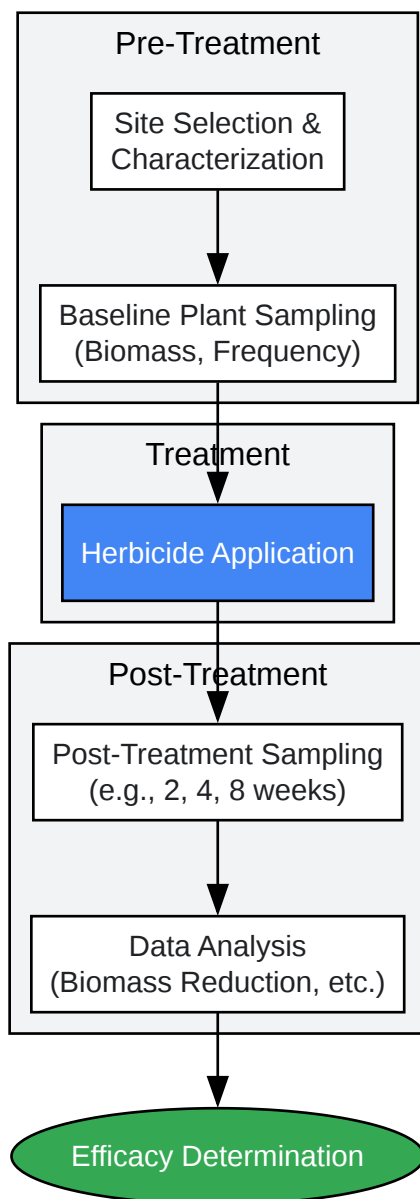 Pre-Treatment
Site Selection &
Characterization
Baseline Plant Sampling
(Biomass, Frequency)
Treatment
Herbicide Application
Post-Treatment
Post-Treatment Sampling
(e.g., 2, 4, 8 weeks)
Data Analysis
(Biomass Reduction, etc.)
Efficacy Determination